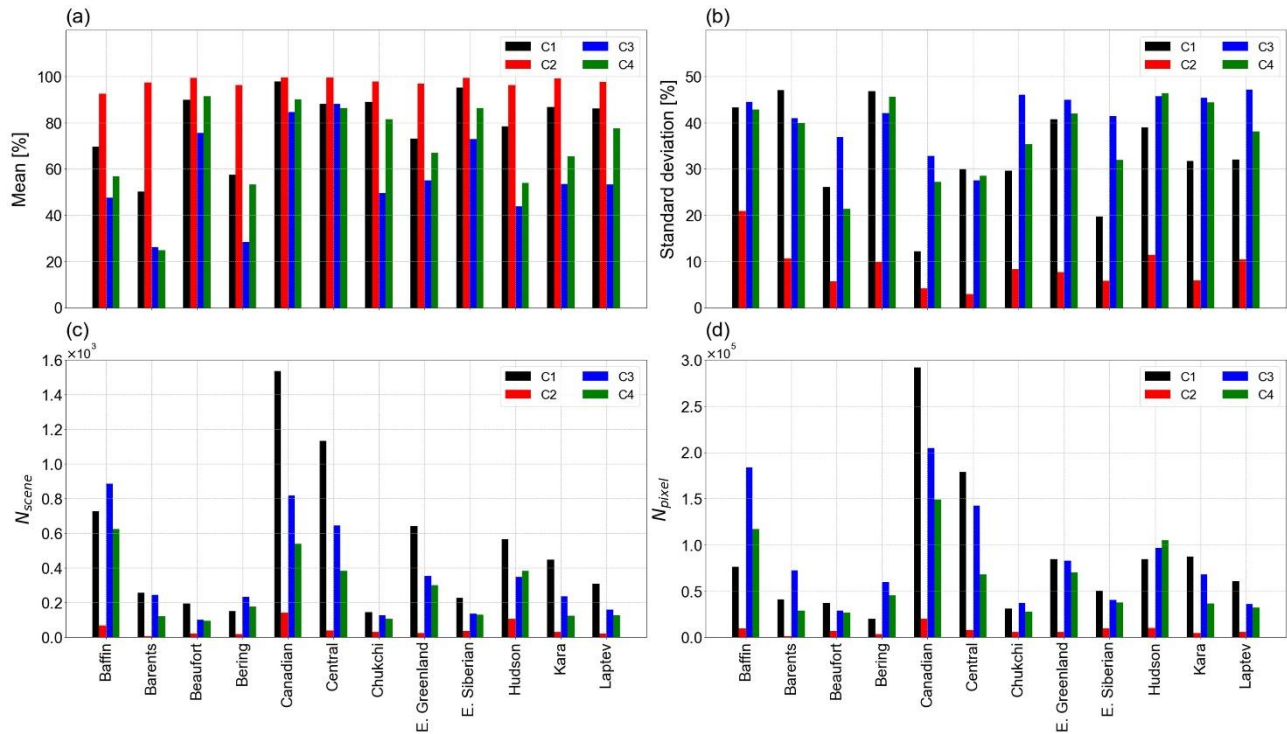 (a)
C1 C3
C2 C4
Mean [%]
100
80
60
40
20
0
(b)
C1 C3
C2 C4
Standard deviation [%]
50
40
30
20
10
0
(c)
×10³
C1 C3
C2 C4
N_scene
1.6
1.4
1.2
1.0
0.8
0.6
0.4
0.2
0.0
Baffin
Barents
Beaufort
Bering
Canadian
Central
Chukchi
E. Greenland
E. Siberian
Hudson
Kara
Laptev
(d)
×10⁵
C1 C3
C2 C4
N_pixel
3.0
2.5
2.0
1.5
1.0
0.5
0.0
Baffin
Barents
Beaufort
Bering
Canadian
Central
Chukchi
E. Greenland
E. Siberian
Hudson
Kara
Laptev